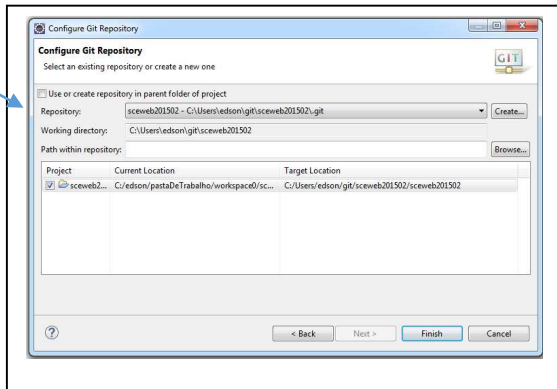 Configure Git Repository
Configure Git Repository
Select an existing repository or create a new one
GIT
Use or create repository in parent folder of project
Repository: sceweb201502 - C:\Users\edson\git\sceweb201502\.git Create...
Working directory: C:\Users\edson\git\sceweb201502
Path within repository: Browse...
Project Current Location Target Location
sceweb2... C:/edson/pastaDeTrabalho/workspace0/sc... C:/Users/edson/git/sceweb201502/sceweb201502
?
< Back Next > Finish Cancel